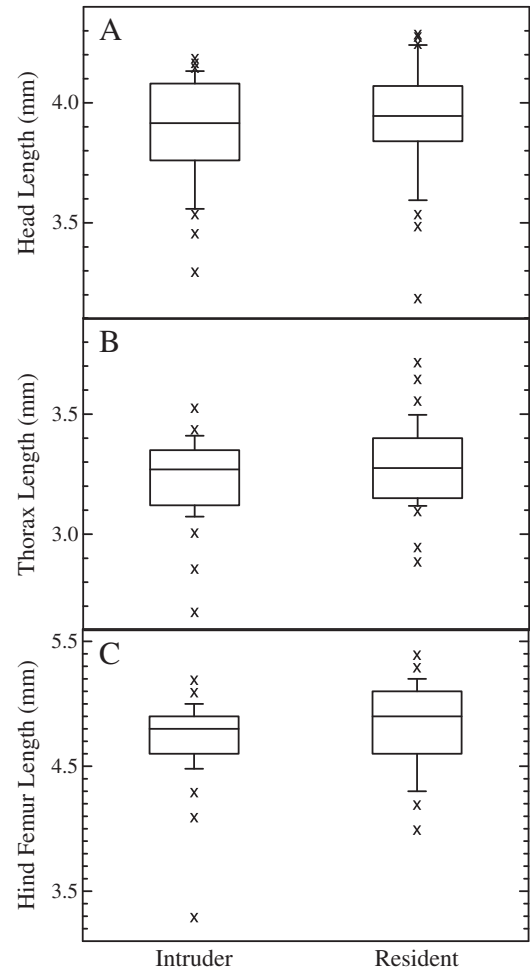 A
Head Length (mm)
4.0
3.5
B
Thorax Length (mm)
3.5
3.0
C
Hind Femur Length (mm)
5.5
4.5
3.5
Intruder
Resident